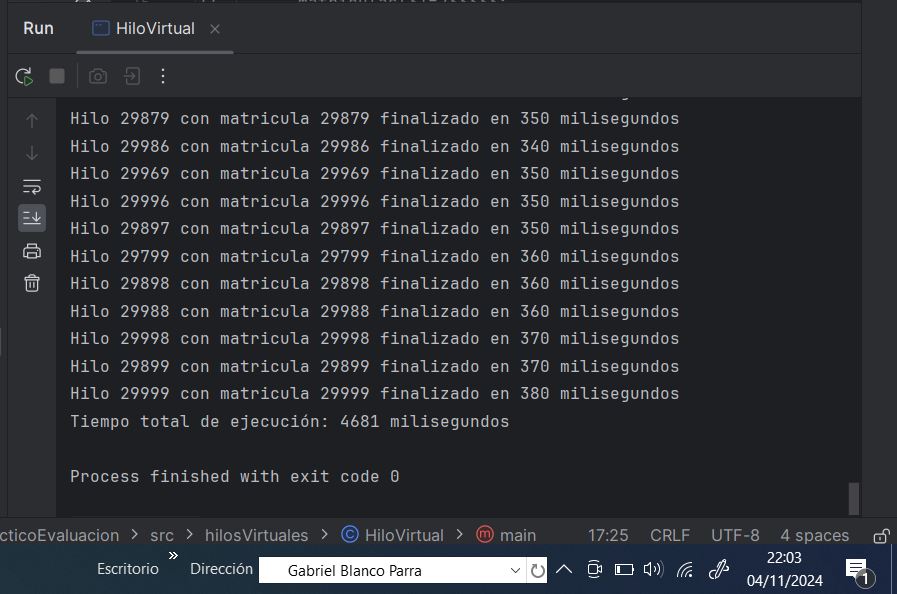 Run HiloVirtual
Hilo 29879 con matricula 29879 finalizado en 350 milisegundos
Hilo 29986 con matricula 29986 finalizado en 340 milisegundos
Hilo 29969 con matricula 29969 finalizado en 350 milisegundos
Hilo 29996 con matricula 29996 finalizado en 350 milisegundos
Hilo 29897 con matricula 29897 finalizado en 350 milisegundos
Hilo 29799 con matricula 29799 finalizado en 360 milisegundos
Hilo 29898 con matricula 29898 finalizado en 360 milisegundos
Hilo 29988 con matricula 29988 finalizado en 360 milisegundos
Hilo 29998 con matricula 29998 finalizado en 370 milisegundos
Hilo 29899 con matricula 29899 finalizado en 370 milisegundos
Hilo 29999 con matricula 29999 finalizado en 380 milisegundos
Tiempo total de ejecución: 4681 milisegundos
Process finished with exit code 0
cticoEvaluacion > src > hilosVirtuales > HiloVirtual > main 17:25 CRLF UTF-8 4 spaces
Escritorio » Dirección Gabriel Blanco Parra 22:03
04/11/2024 1